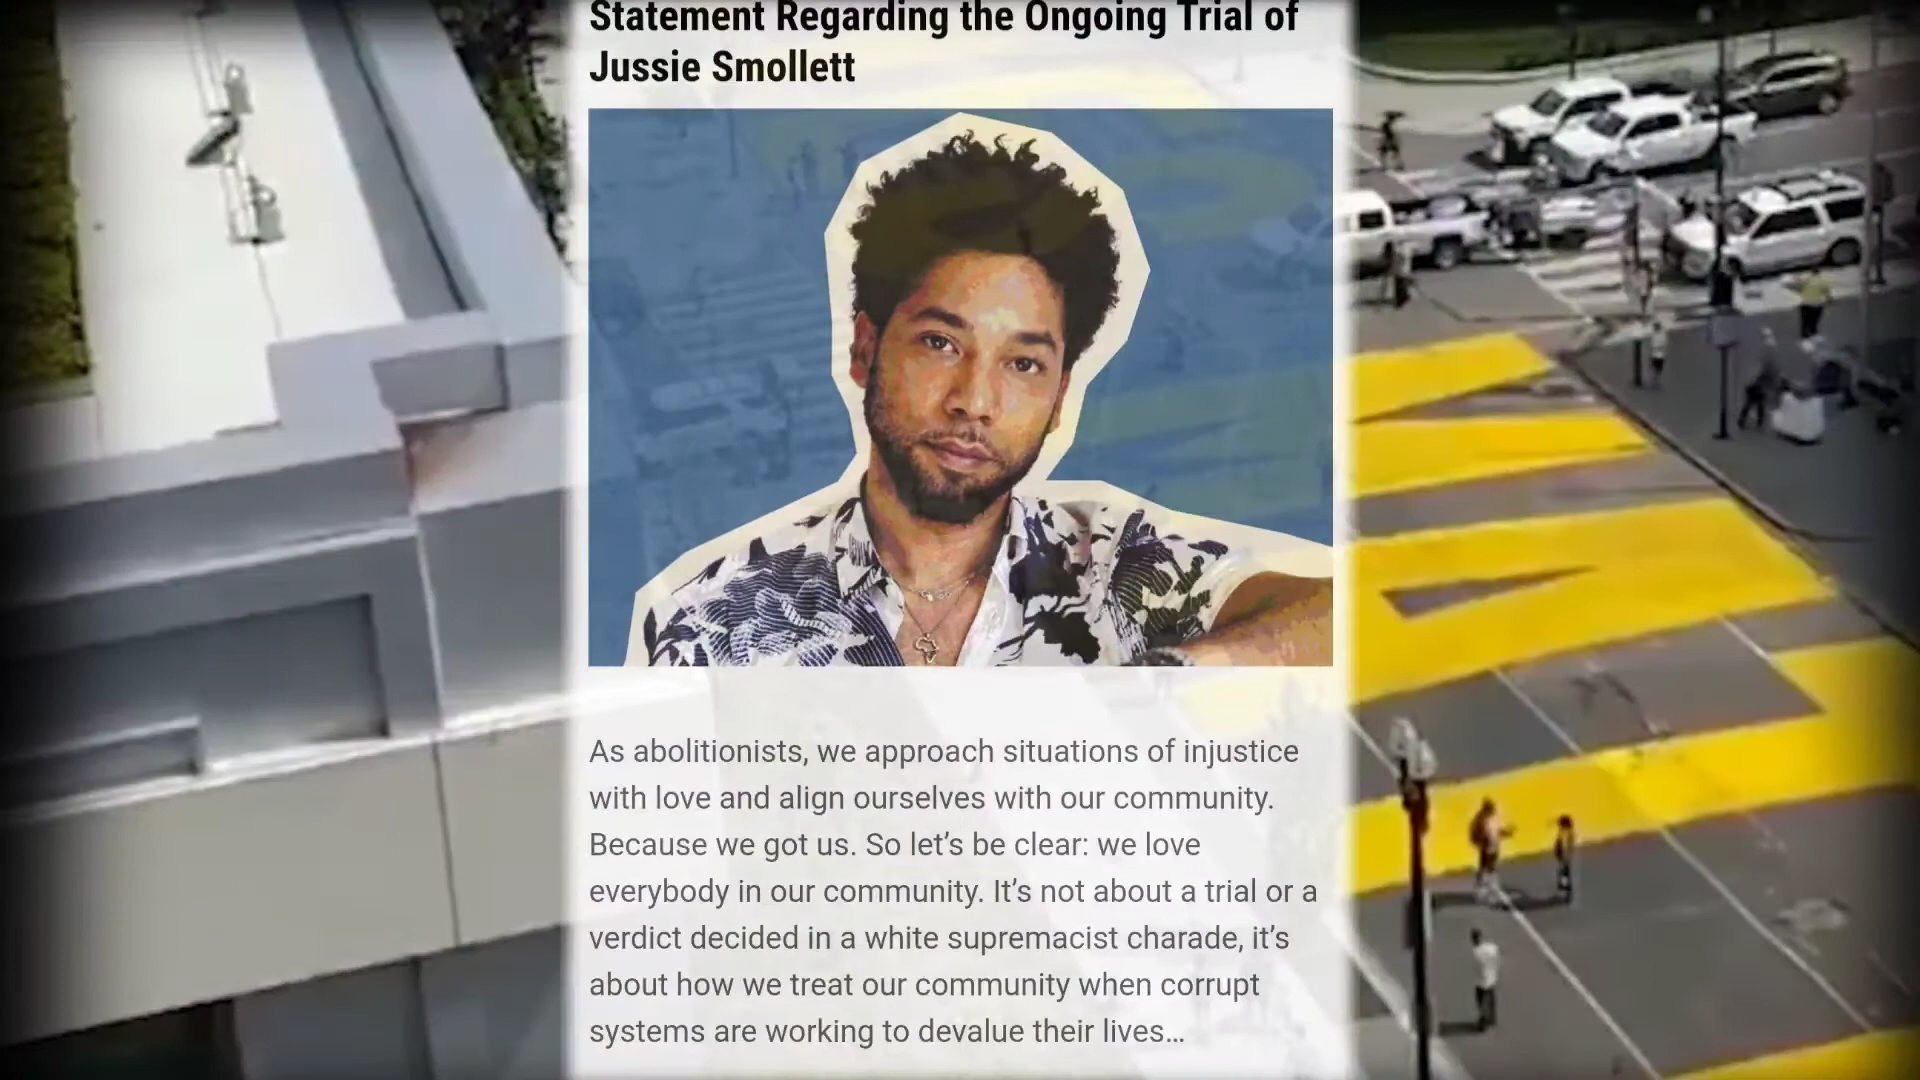 Statement Regarding the Ongoing Trial of
Jussie Smollett
As abolitionists, we approach situations of injustice
with love and align ourselves with our community.
Because we got us. So let’s be clear: we love
everybody in our community. It’s not about a trial or a
verdict decided in a white supremacist charade, it’s
about how we treat our community when corrupt
systems are working to devalue their lives…